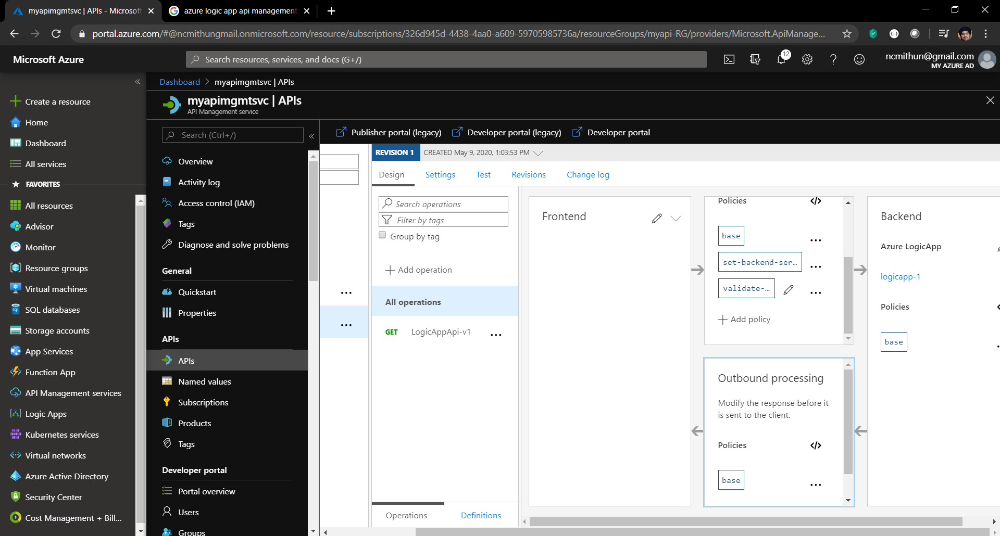 myapimgmtsvc | APIs - Microsoft
azure logic app api management
portal.azure.com/#@ncmithungmail.onmicrosoft.com/resource/subscriptions/326d945d-4438-4aa0-a609-59705985736a/resourceGroups/myapi-RG/providers/Microsoft.ApiManage...
Microsoft Azure
Search resources, services, and docs (G+/)
12
ncmithun@gmail.com
MY AZURE AD
Create a resource
Home
Dashboard
All services
FAVORITES
All resources
Advisor
Monitor
Resource groups
Virtual machines
SQL databases
Storage accounts
App Services
Function App
API Management services
Logic Apps
Kubernetes services
Virtual networks
Azure Active Directory
Security Center
Cost Management + Bill...
Dashboard > myapimgmtsvc | APIs
myapimgmtsvc | APIs
API Management service
Search (Ctrl+/)
Overview
Activity log
Access control (IAM)
Tags
Diagnose and solve problems
General
Quickstart
Properties
APIs
APIs
Named values
Subscriptions
Products
Tags
Developer portal
Portal overview
Users
Groups
Publisher portal (legacy)
Developer portal (legacy)
Developer portal
REVISION 1
CREATED May 9, 2020, 1:03:53 PM
Design
Settings
Test
Revisions
Change log
Search operations
Filter by tags
Group by tag
Add operation
All operations
GET LogicAppApi-v1
Operations
Definitions
Frontend
Policies
base
set-backend-ser...
validate-...
Add policy
Outbound processing
Modify the response before it
is sent to the client.
Policies
base
Backend
Azure LogicApp
logicapp-1
Policies
base